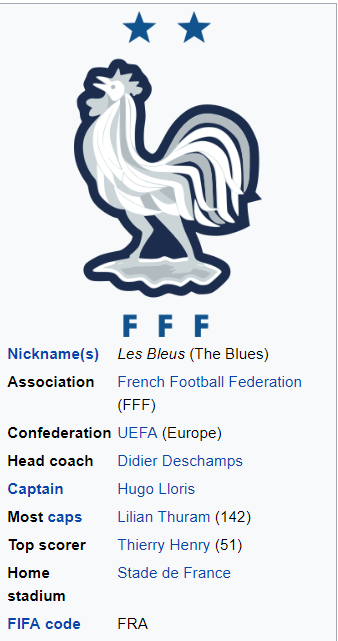 F F F
Nickname(s) Les Bleus (The Blues)
Association French Football Federation
(FFF)
Confederation UEFA (Europe)
Head coach Didier Deschamps
Captain Hugo Lloris
Most caps Lilian Thuram (142)
Top scorer Thierry Henry (51)
Home Stade de France
stadium
FIFA code FRA